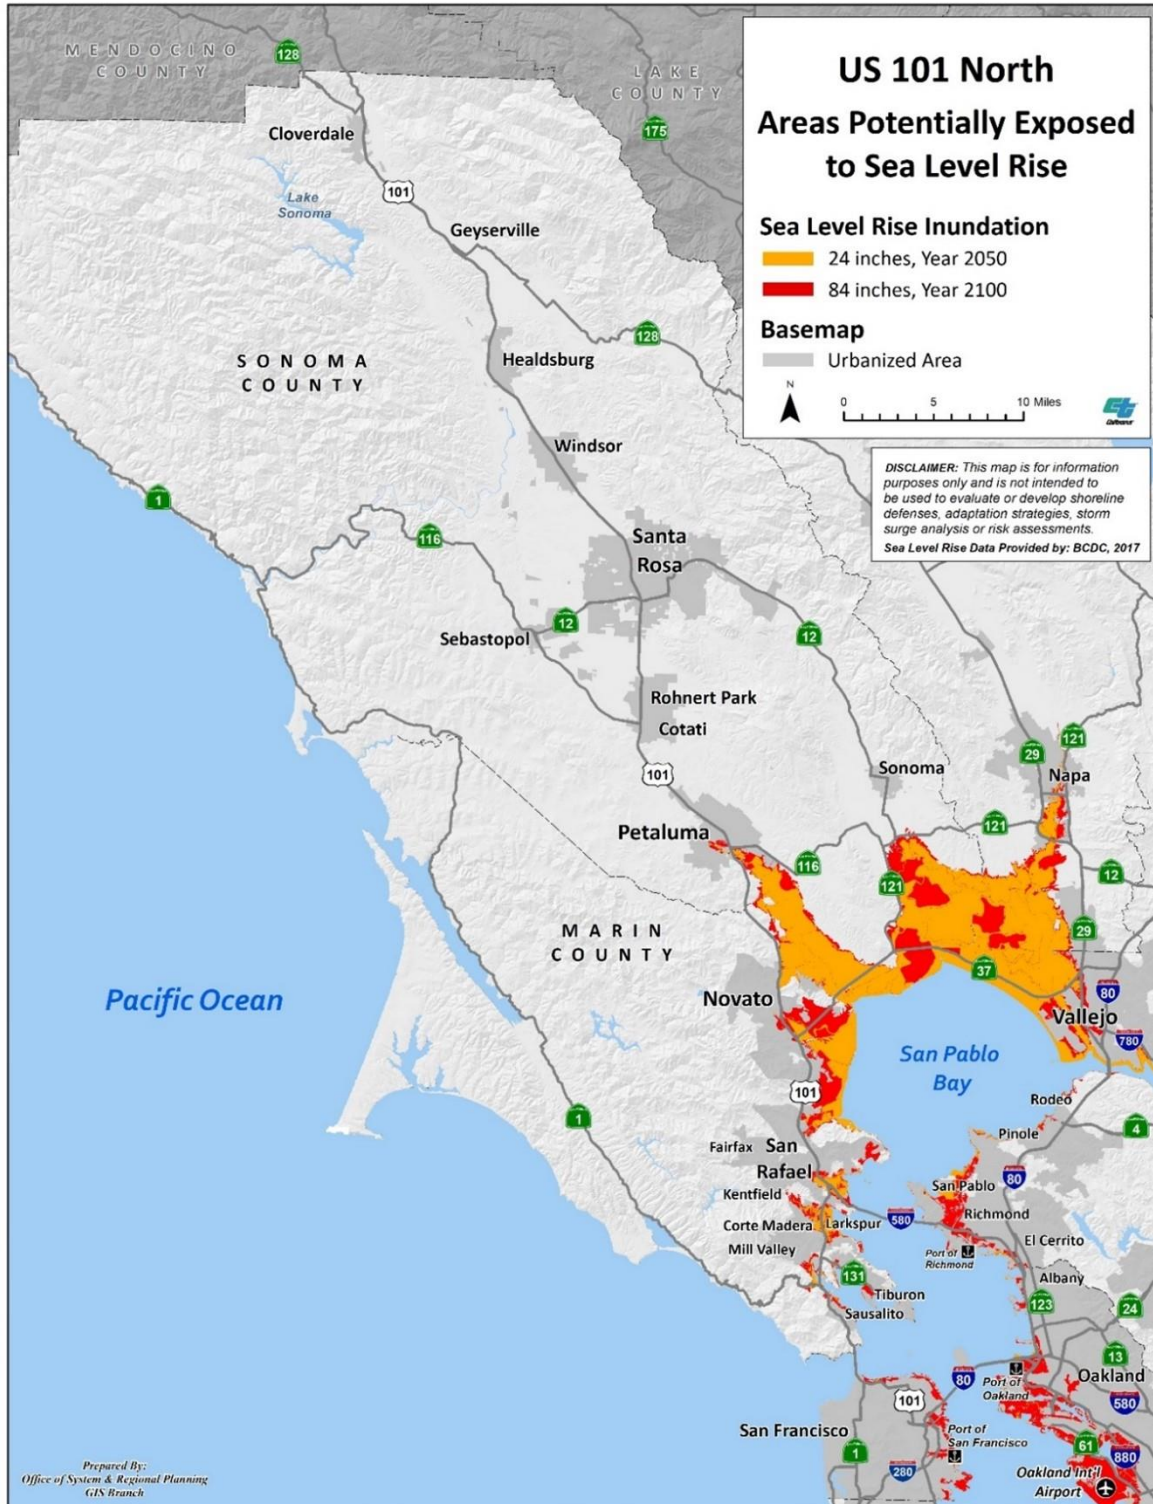 US 101 North
Areas Potentially Exposed
to Sea Level Rise
Sea Level Rise Inundation
24 inches, Year 2050
84 inches, Year 2100
Basemap
Urbanized Area
N
0 5 10 Miles
Caltrans
DISCLAIMER: This map is for information
purposes only and is not intended to
be used to evaluate or develop shoreline
defenses, adaptation strategies, storm
surge analysis or risk assessments.
Sea Level Rise Data Provided by: BCDC, 2017
MENDOCINO
COUNTY
128
LAKE
COUNTY
175
Cloverdale
101
Lake
Sonoma
Geyserville
128
SONOMA
COUNTY
Healdsburg
Windsor
1
116
Santa
Rosa
12
12
Sebastopol
Rohnert Park
Cotati
101
29
121
Sonoma
Napa
Petaluma
121
116
121
12
MARIN
COUNTY
29
37
Pacific Ocean
Novato
80
Vallejo
780
San Pablo
Bay
101
Rodeo
1
Pinole
4
Fairfax
San
Rafael
80
Kentfield
San Pablo
Corte Madera
Larkspur
580
Richmond
Mill Valley
El Cerrito
Port of
Richmond
131
Albany
Tiburon
123
24
Sausalito
13
80
Port of
Oakland
Oakland
101
580
San Francisco
Port of
San Francisco
1
61
880
280
Oakland Int'l
Airport
Prepared By:
Office of System & Regional Planning
GIS Branch